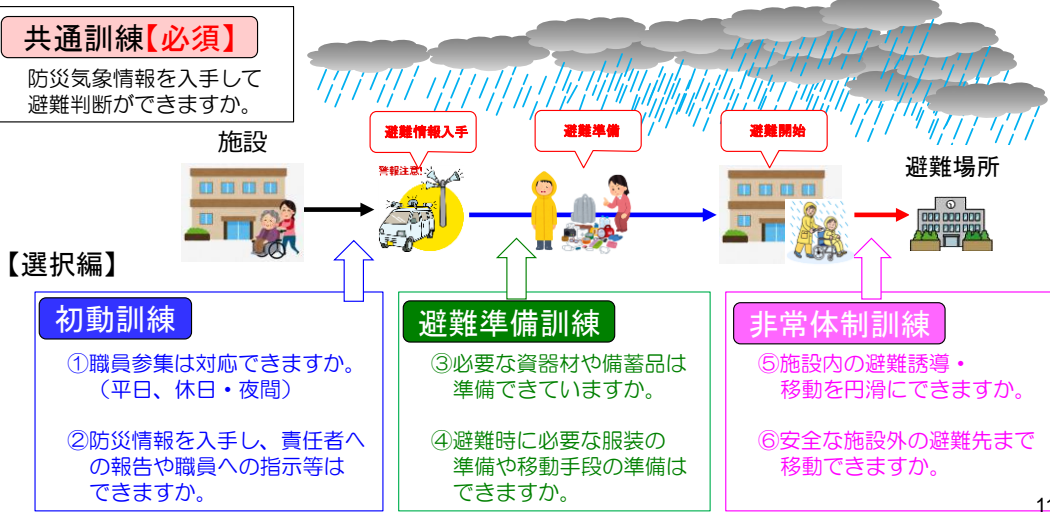 共通訓練【必須】
防災気象情報を入手して
避難判断ができますか。
施設
避難情報入手
警報注意!
避難準備
避難開始
避難場所
【選択編】
初動訓練
①職員参集は対応できますか。
（平日、休日・夜間）
②防災情報を入手し、責任者へ
の報告や職員への指示等は
できますか。
避難準備訓練
③必要な資器材や備蓄品は
準備できていますか。
④避難時に必要な服装の
準備や移動手段の準備は
できますか。
非常体制訓練
⑤施設内の避難誘導・
移動を円滑にできますか。
⑥安全な施設外の避難先まで
移動できますか。
11